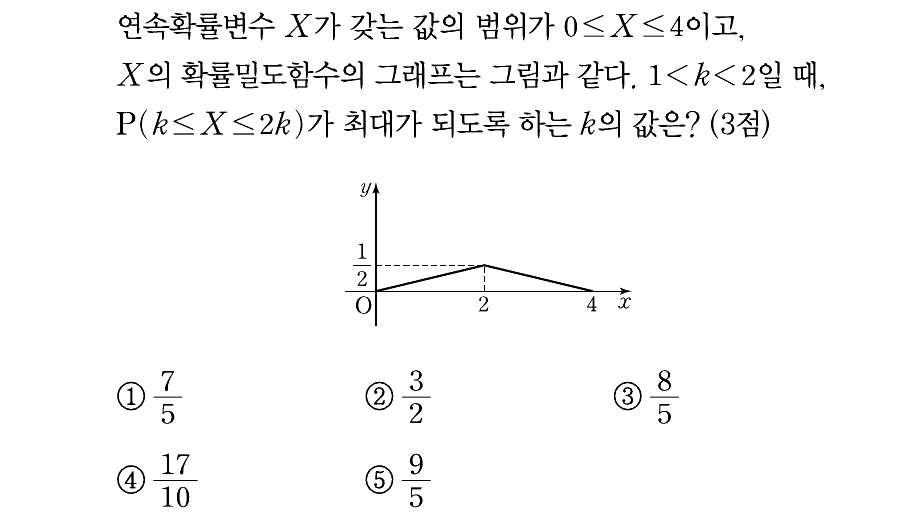 연속확률변수 X가 갖는 값의 범위가 0≤X≤4이고,
X의 확률밀도함수의 그래프는 그림과 같다. 1<k<2일 때,
P(k≤X≤2k)가 최대가 되도록 하는 k의 값은? (3점)
y
1/2
O 2 4 x
① 7/5 ② 3/2 ③ 8/5
④ 17/10 ⑤ 9/5